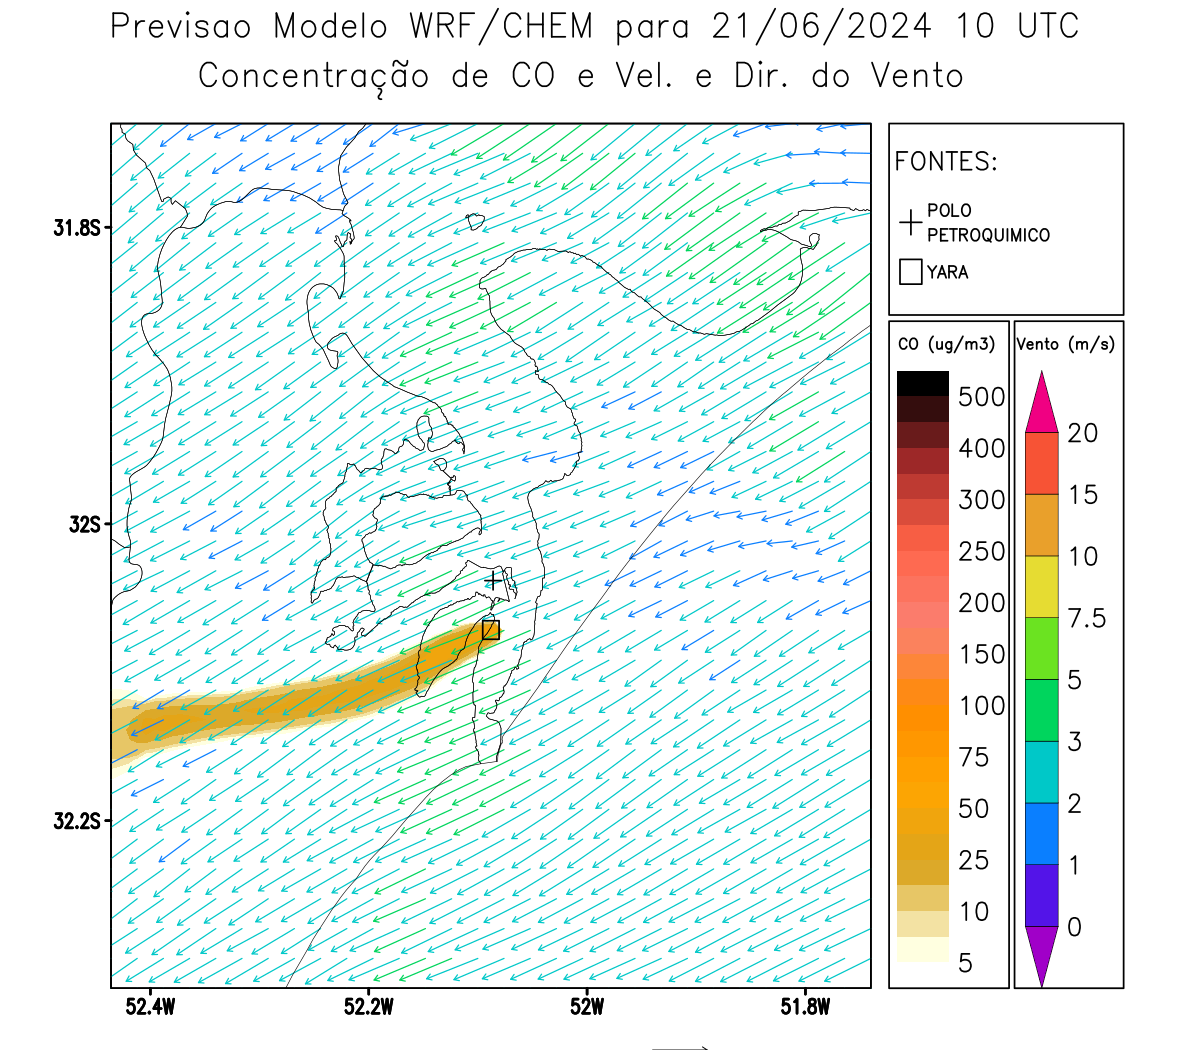 Previsao Modelo WRF/CHEM para 21/06/2024 10 UTC
Concentração de CO e Vel. e Dir. do Vento
FONTES:
POLO
PETROQUIMICO
YARA
31.8S
32S
32.2S
52.4W
52.2W
52W
51.8W
CO (ug/m3)
500
400
300
250
200
150
100
75
50
25
10
5
Vento (m/s)
20
15
10
7.5
5
3
2
1
0